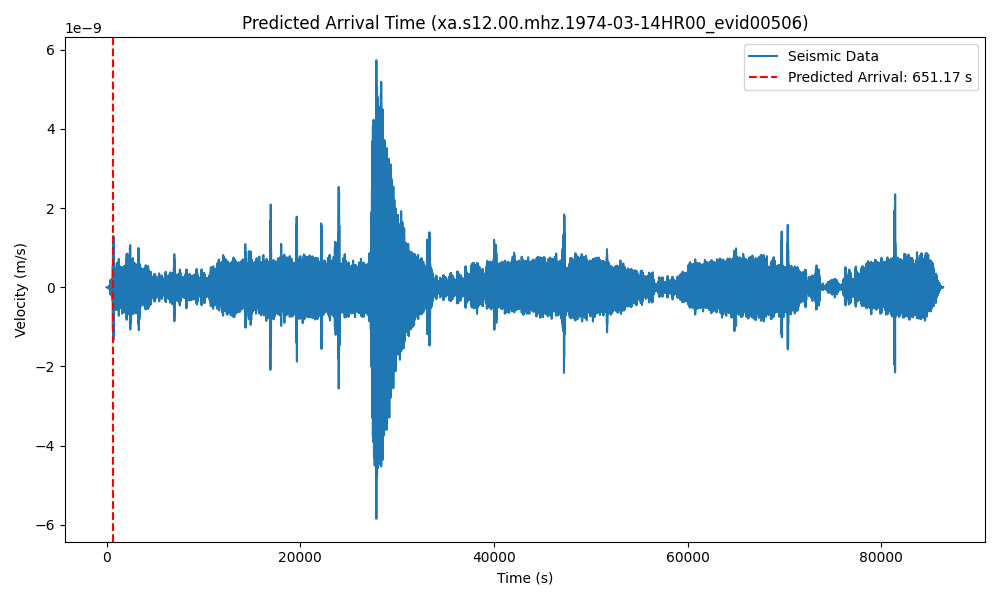 Predicted Arrival Time (xa.s12.00.mhz.1974-03-14HR00_evid00506)
1e−9
Seismic Data
Predicted Arrival: 651.17 s
6
4
2
0
−2
−4
−6
Velocity (m/s)
0 20000 40000 60000 80000
Time (s)